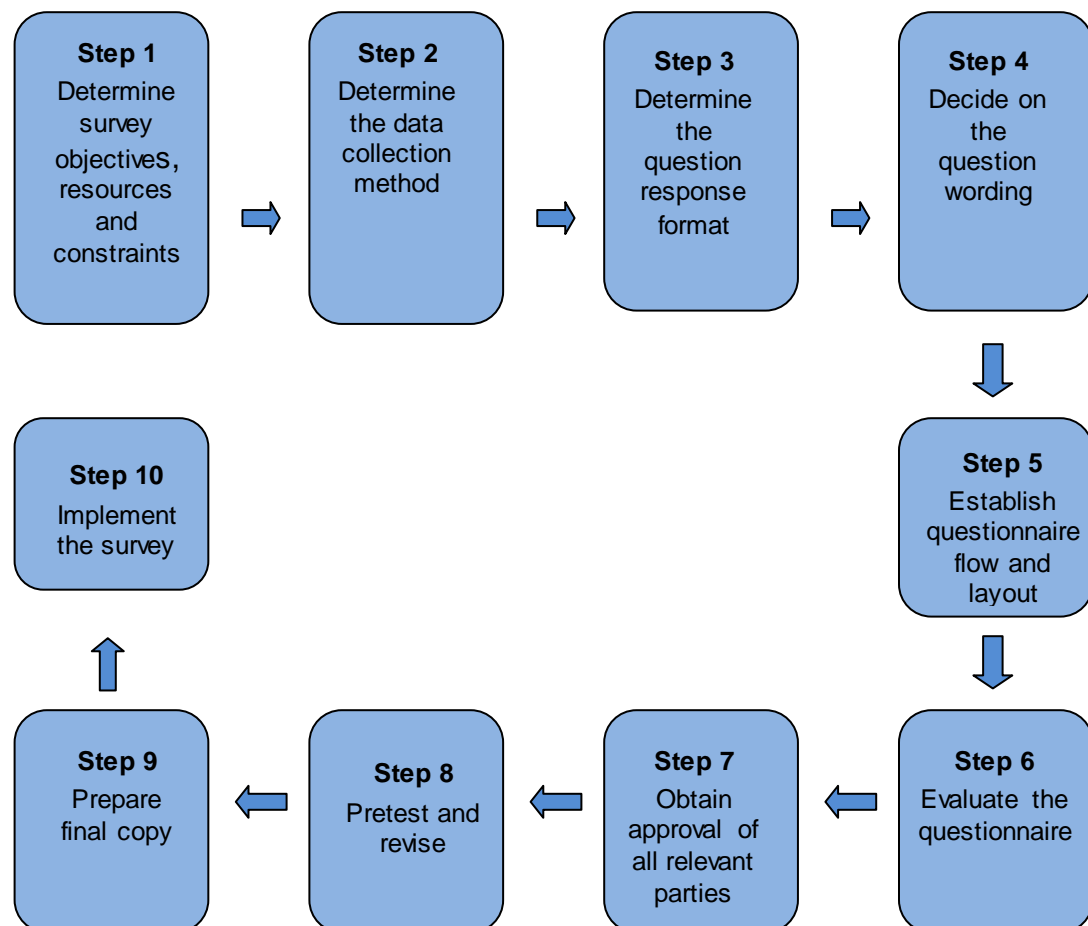 Step 1
Determine
survey
objectives,
resources
and
constraints
Step 2
Determine
the data
collection
method
Step 3
Determine
the
question
response
format
Step 4
Decide on
the
question
wording
Step 5
Establish
questionnaire
flow and
layout
Step 6
Evaluate the
questionnaire
Step 7
Obtain
approval of
all relevant
parties
Step 8
Pretest and
revise
Step 9
Prepare
final copy
Step 10
Implement
the survey